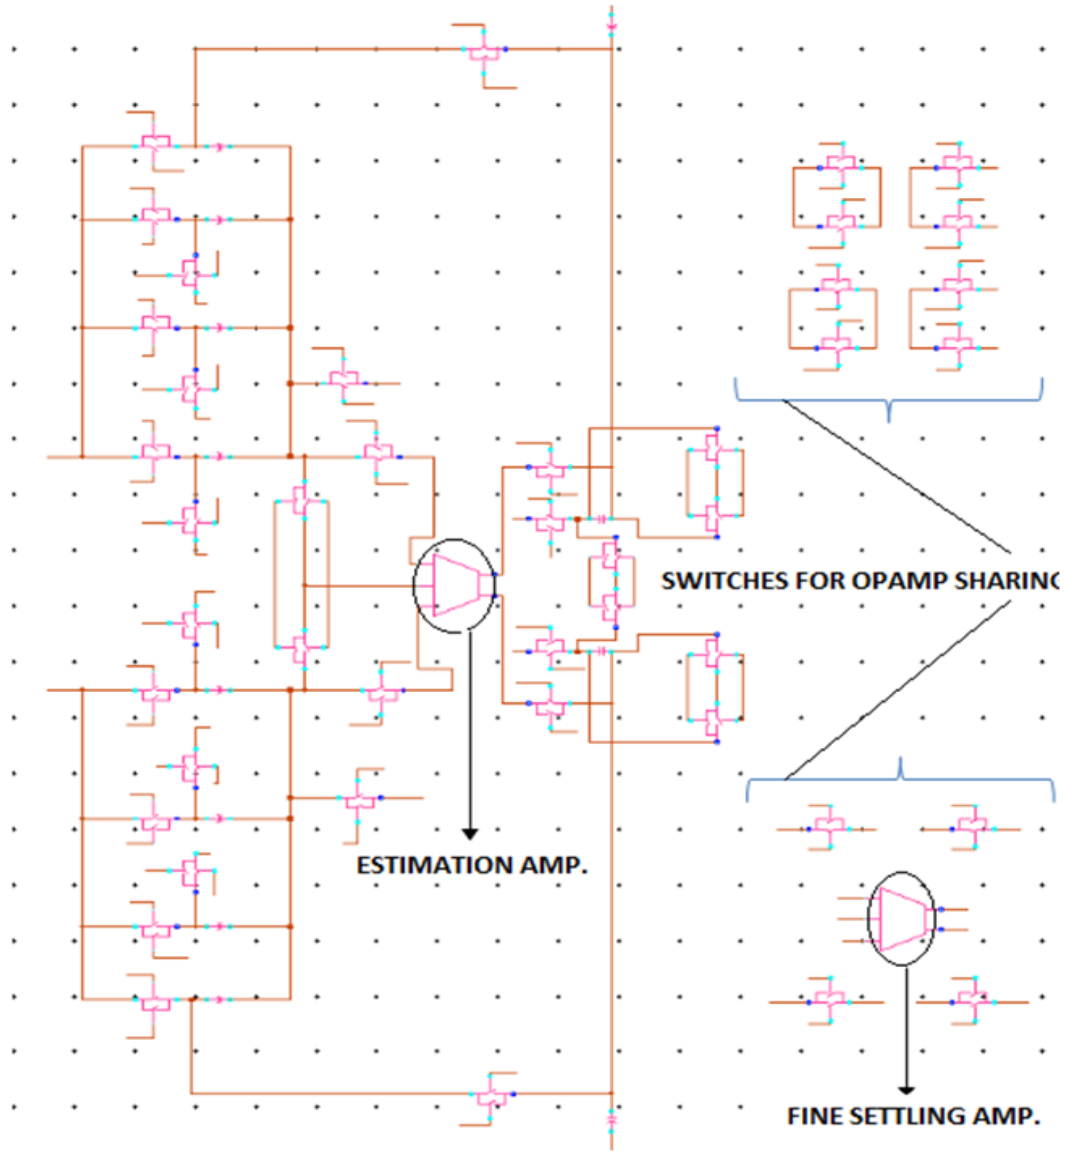 SWITCHES FOR OPAMP SHARING
ESTIMATION AMP.
FINE SETTLING AMP.